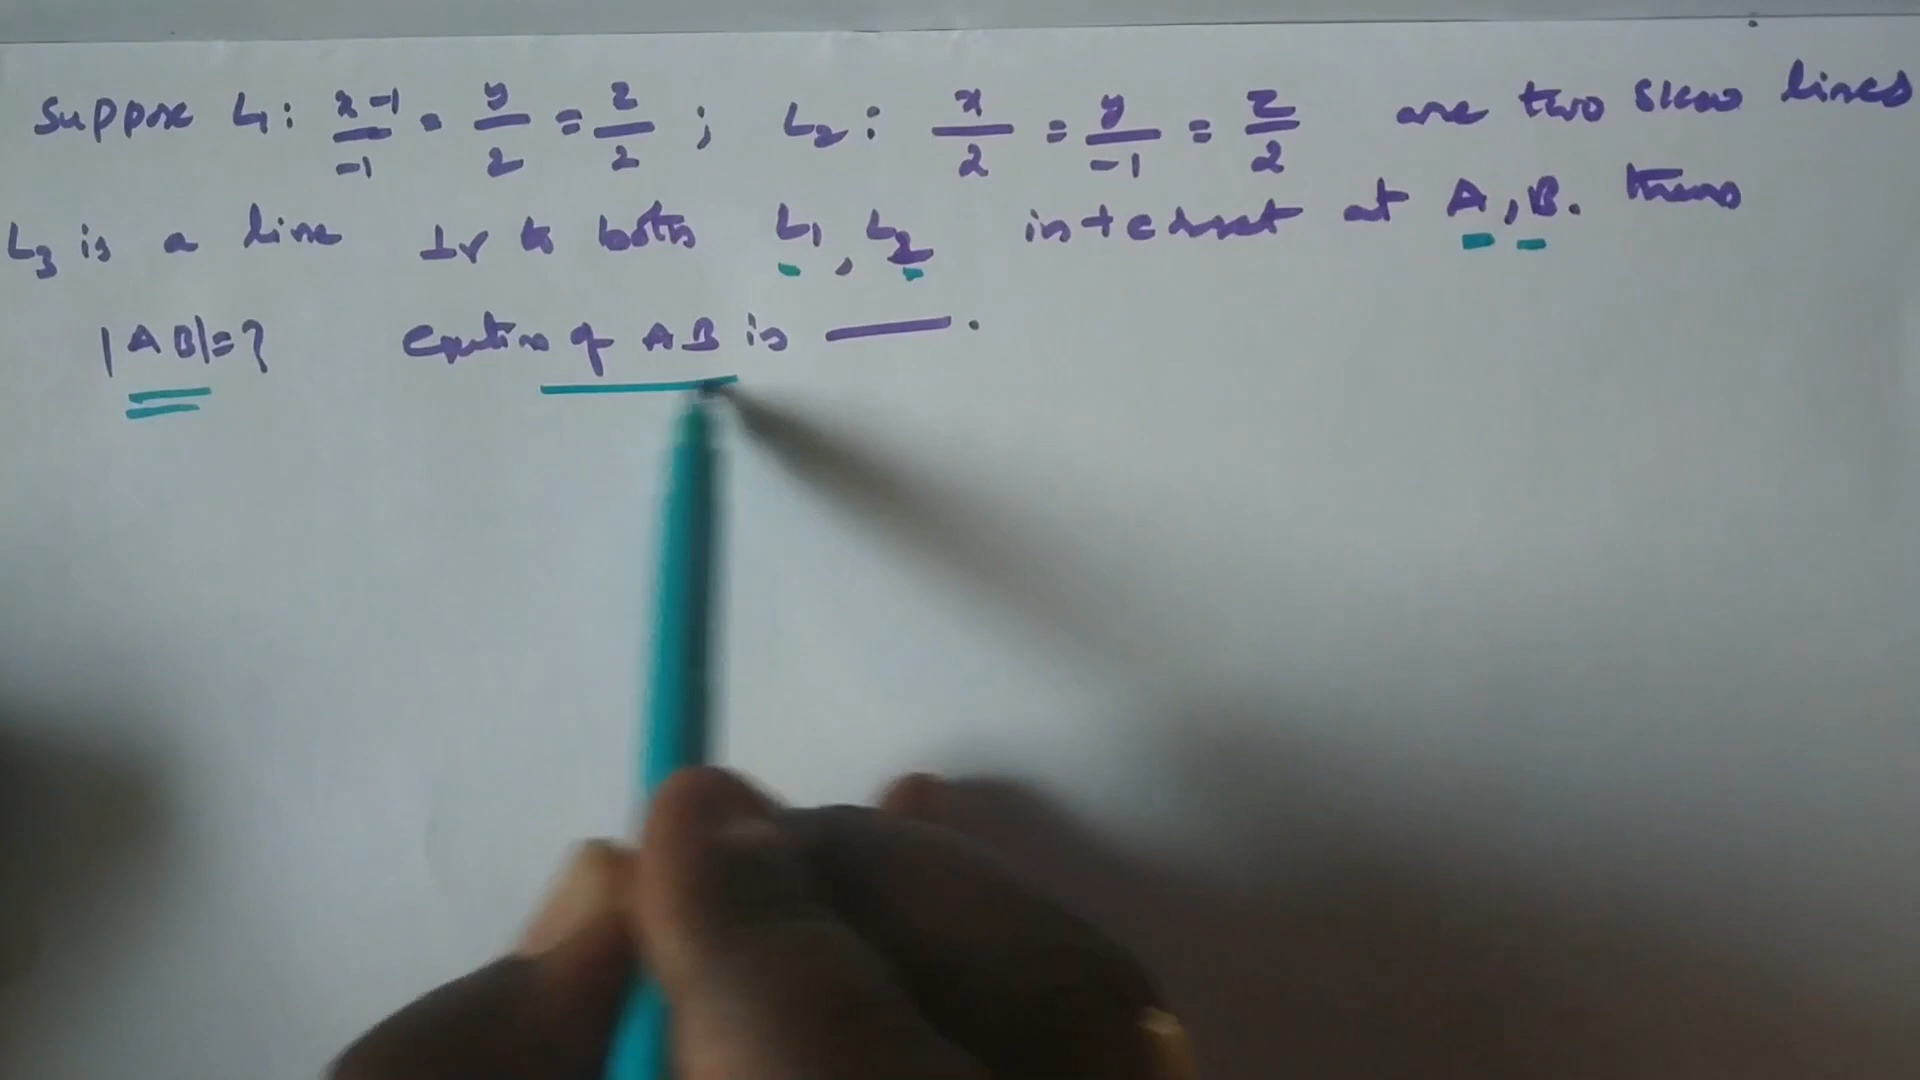 Suppose L₁: x-1/-1 = y/2 = z/2 ; L₂: x/2 = y/-1 = z/2 are two skew lines
L₃ is a line ⊥r to both L₁, L₂ intersect at A, B. then
|AB|=? equation of AB is ___.